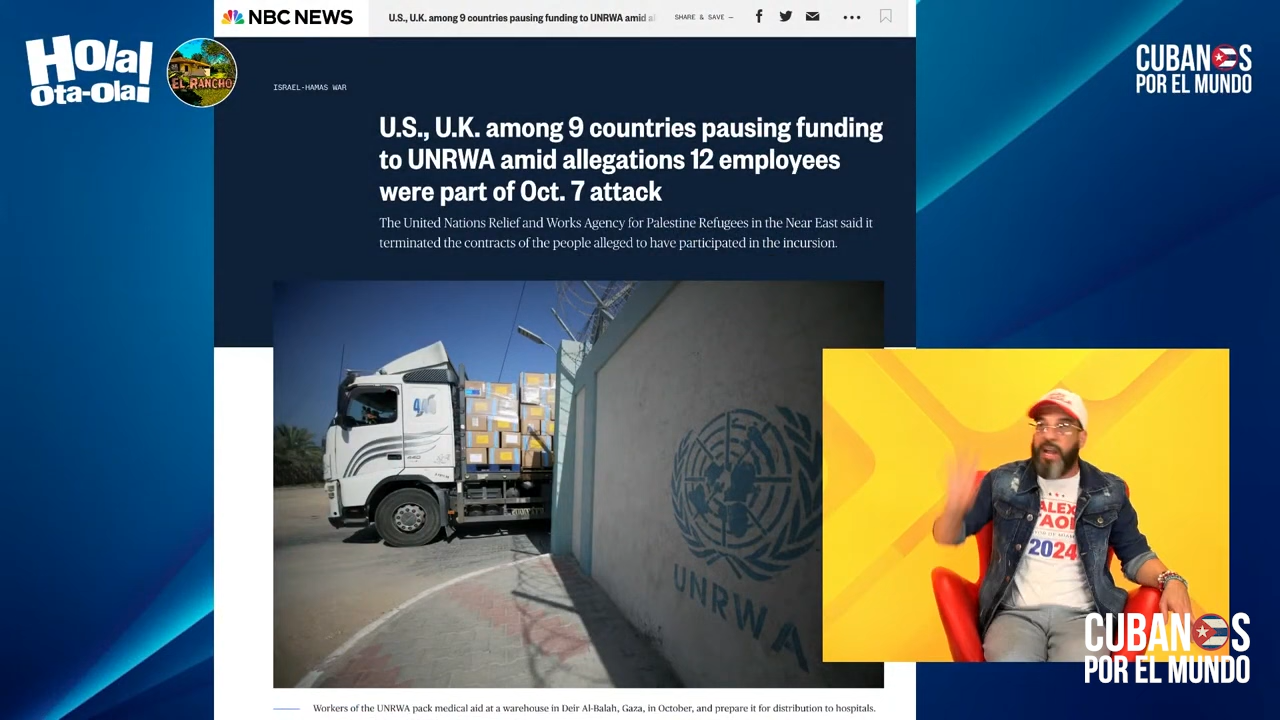 NBC NEWS
U.S., U.K. among 9 countries pausing funding to UNRWA amid al
SHARE & SAVE —
Hola!
Ota-Ola!
EL RANCHO
CUBANOS
POR EL MUNDO
ISRAEL-HAMAS WAR
U.S., U.K. among 9 countries pausing funding
to UNRWA amid allegations 12 employees
were part of Oct. 7 attack
The United Nations Relief and Works Agency for Palestine Refugees in the Near East said it
terminated the contracts of the people alleged to have participated in the incursion.
UNRWA
ALEX
2024
CUBANOS
POR EL MUNDO
Workers of the UNRWA pack medical aid at a warehouse in Deir Al-Balah, Gaza, in October, and prepare it for distribution to hospitals.